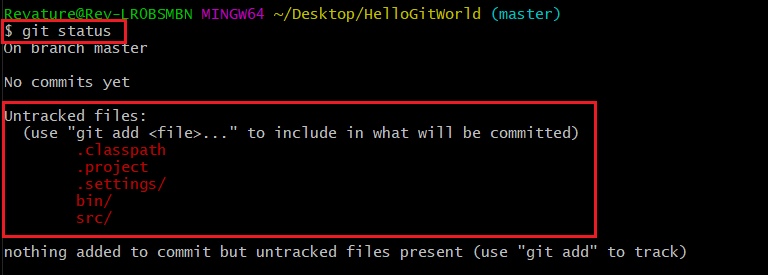 Revature@Rev-LR0BSMBN MINGW64 ~/Desktop/HelloGitWorld (master)
$ git status
On branch master
No commits yet
Untracked files:
(use "git add <file>..." to include in what will be committed)
.classpath
.project
.settings/
bin/
src/
nothing added to commit but untracked files present (use "git add" to track)